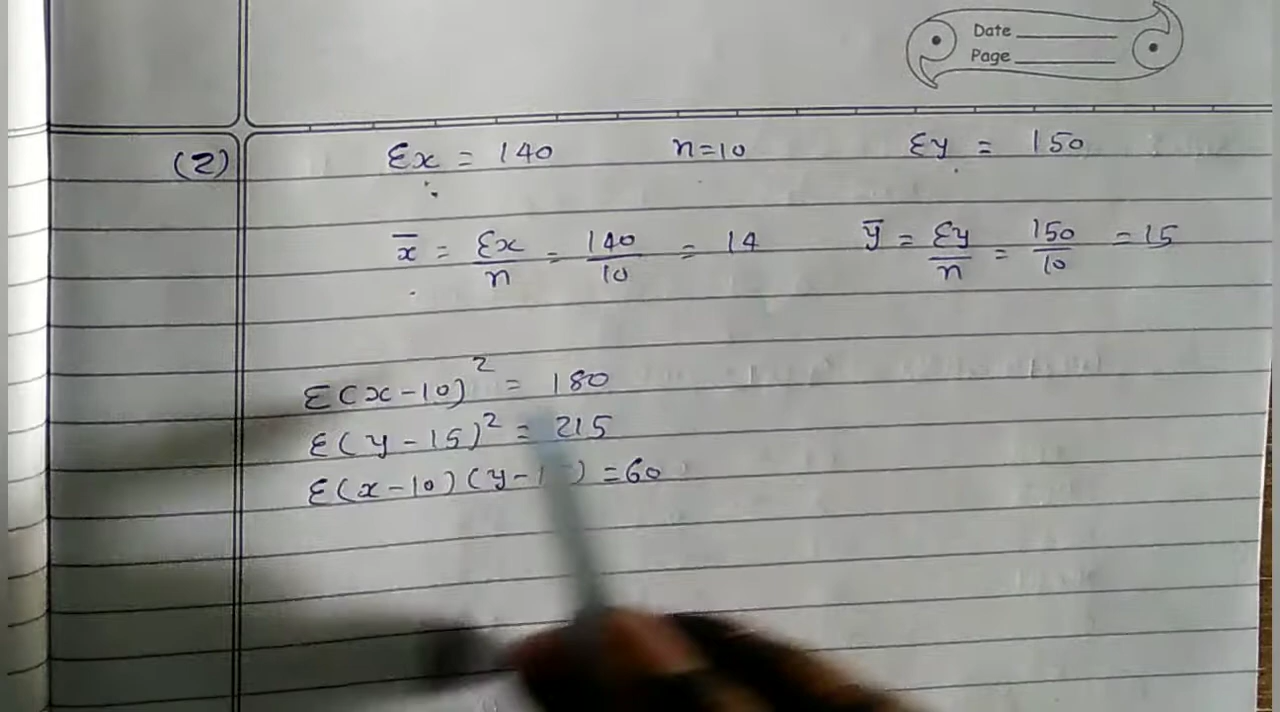 Date
Page
(2) Σx = 140 n=10 Σy = 150
x̄ = Σx/n = 140/10 = 14 ȳ = Σy/n = 150/10 = 15
Σ(x-10)² = 180
Σ(y-15)² = 215
Σ(x-10)(y-1 ) = 60